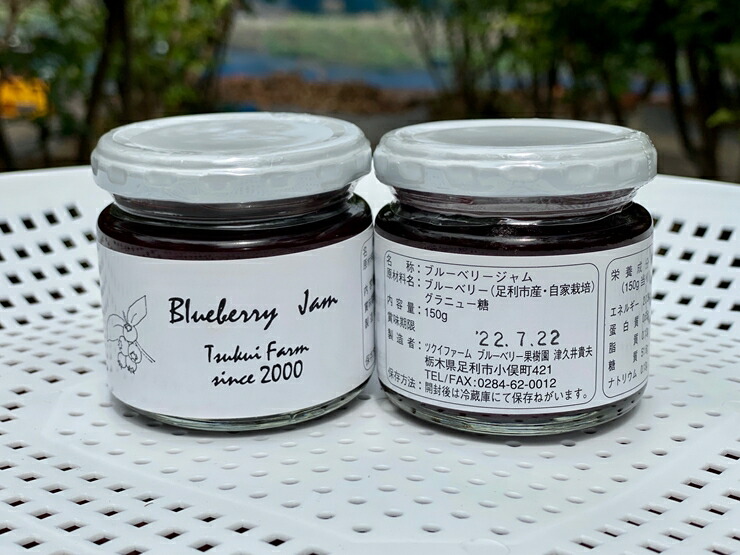 Blueberry Jam
Tsukui Farm
since 2000
名 称：ブルーベリージャム
原材料名：ブルーベリー（足利市産・自家栽培）
グラニュー糖
内容量：150g
賞味期限
'22.7.22
製造者：ツクイファーム ブルーベリー果樹園 津久井貴夫
栃木県足利市小俣町421
TEL/FAX:0284-62-0012
保存方法：開封後は冷蔵庫にて保存ねがいます。
栄養成分
(150g当
エネルギー
蛋白質
脂
糖
ナトリウム